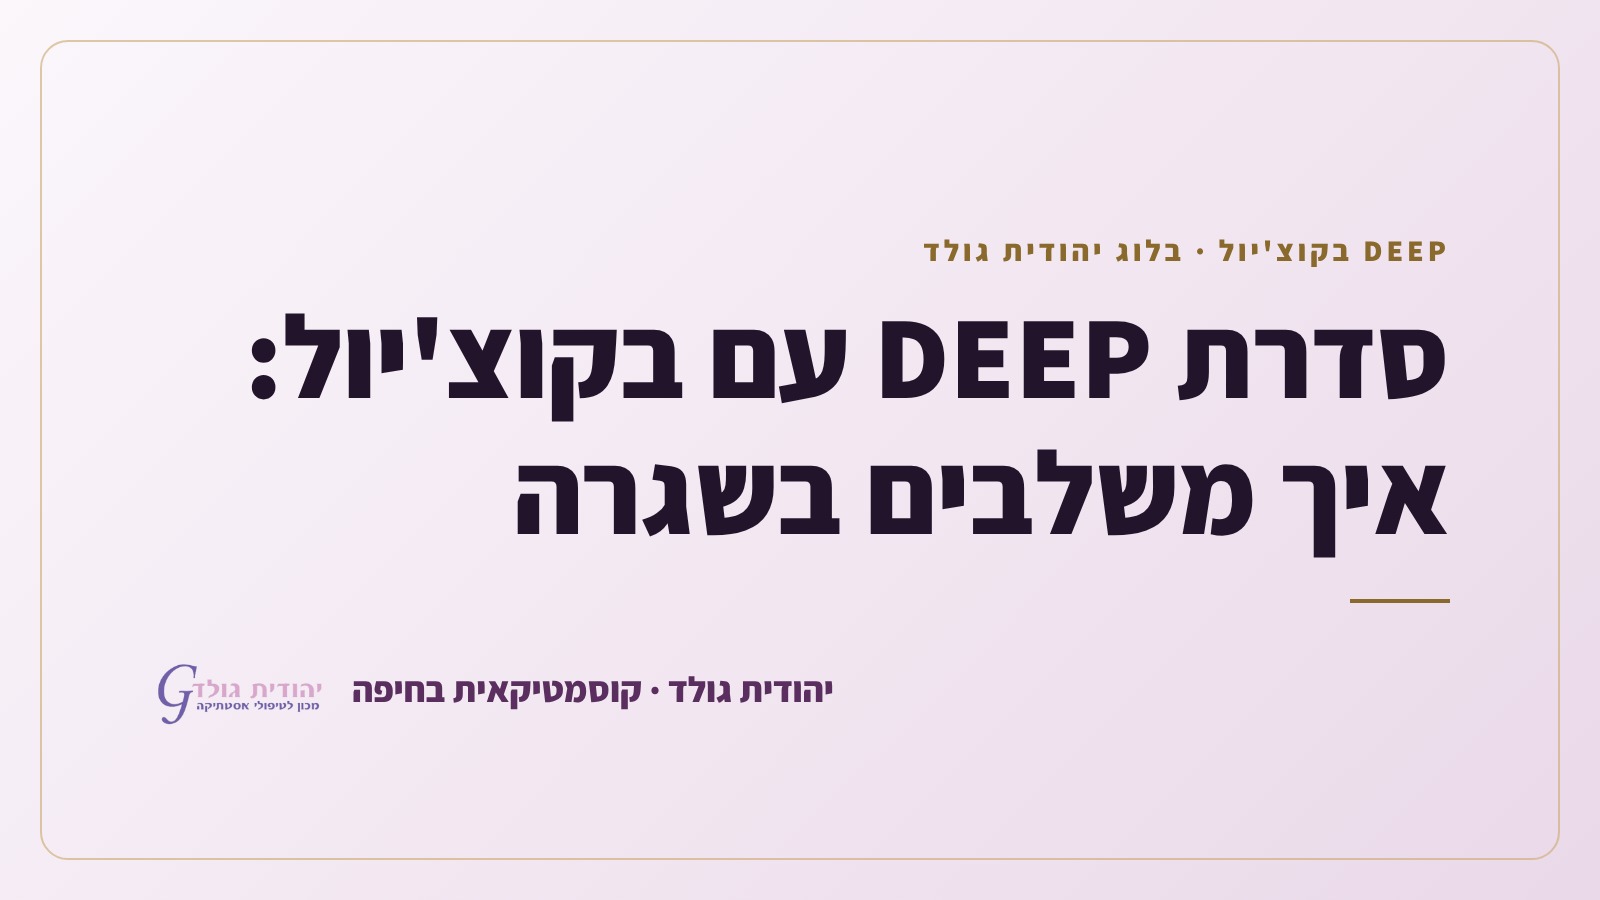 DEEP בקוצ'יול · בלוג יהודית גולד
סדרת DEEP עם בקוצ'יול:
איך משלבים בשגרה
יהודית גולד · קוסמטיקאית בחיפה
יהודית גולד G
מכון לטיפולי אסטתיקה